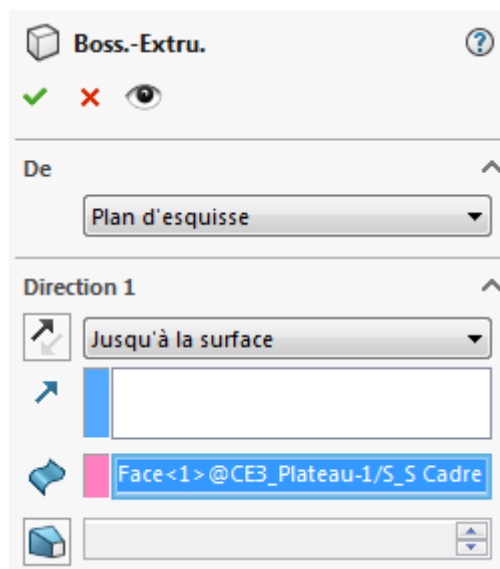 Boss.-Extru.
De
Plan d'esquisse
Direction 1
Jusqu'à la surface
Face<1>@CE3_Plateau-1/S_S Cadre